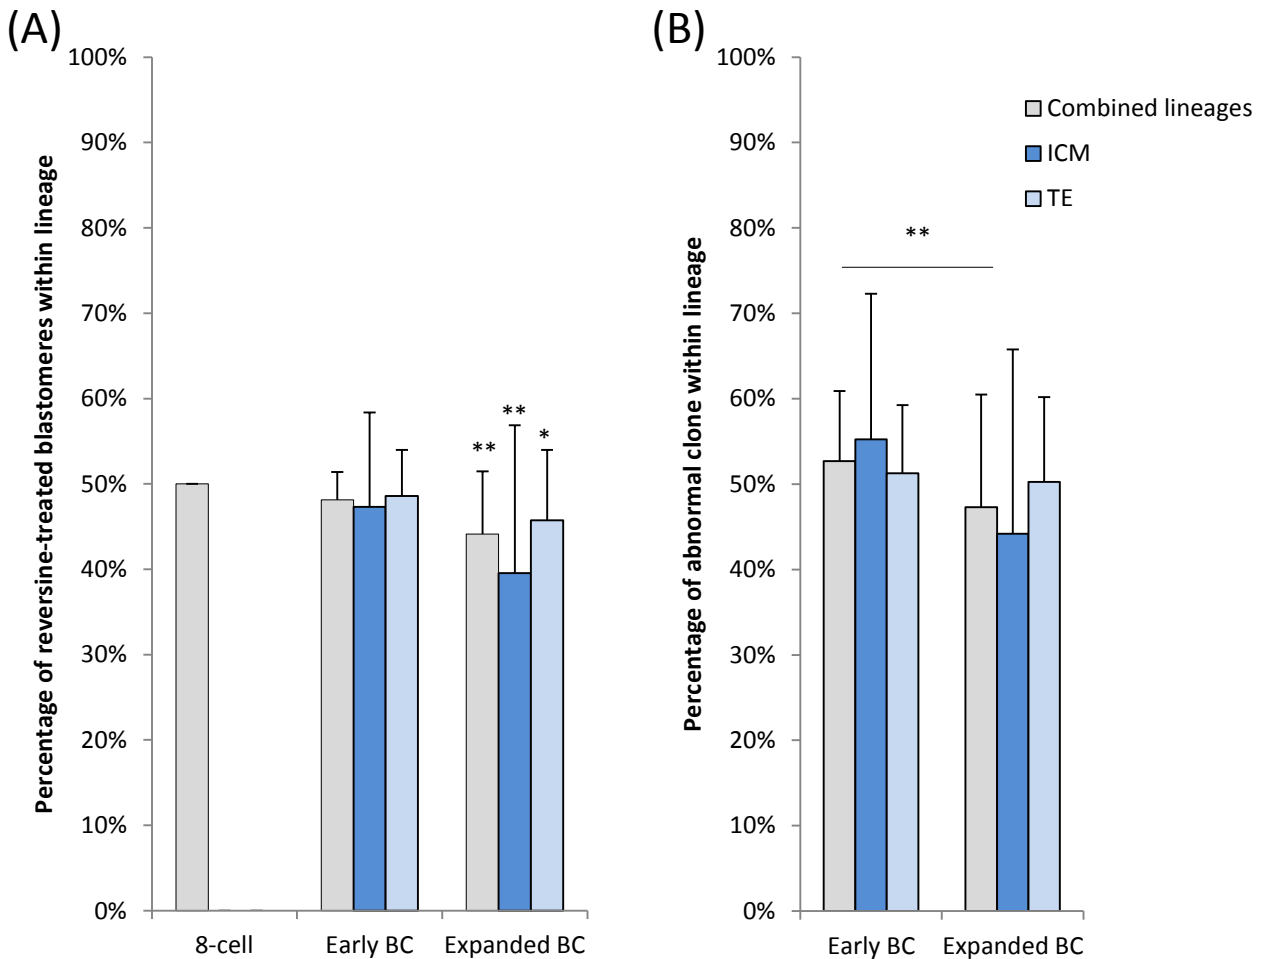 (A)
Percentage of reversine-treated blastomeres within lineage
100%
90%
80%
70%
60%
50%
40%
30%
20%
10%
0%
**
**
*
8-cell
Early BC
Expanded BC
(B)
Percentage of abnormal clone within lineage
100%
90%
80%
70%
60%
50%
40%
30%
20%
10%
0%
Combined lineages
ICM
TE
**
Early BC
Expanded BC